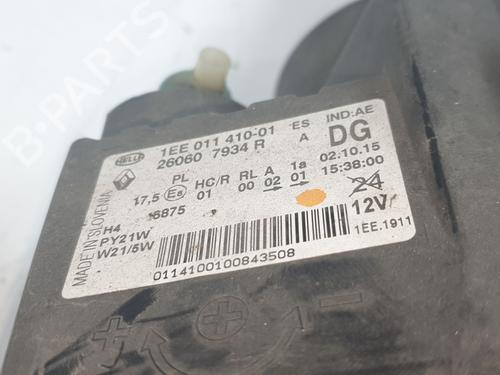 HELLA
1EE 011 410-01 ES IND:AE
26060 7934 R A DG
02.10.15
15:38:00
PL HC/R RL A 1a
17,5 E8 01 00 02 01
6875
24
12V
H4
PY21W
W21/5W
1EE.1911
MADE IN SLOVENIA
0114100100843508
B-PARTS